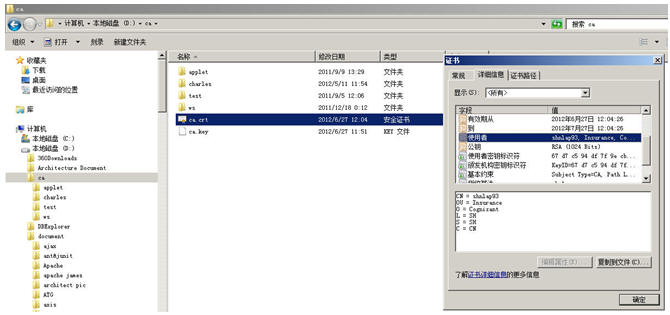 ca
计算机 ▸ 本地磁盘 (D:) ▸ ca ▸
搜索 ca
组织 打开 刻录 新建文件夹
收藏夹
下载
桌面
最近访问的位置
库
计算机
本地磁盘 (C:)
本地磁盘 (D:)
360Downloads
Architecture Document
ca
applet
charles
test
ws
DBExplorer
document
ajax
ant&junit
Apache
apache james
architect pic
ATG
axis
名称 修改日期 类型
applet 2011/9/9 13:29 文件夹
charles 2012/5/11 11:54 文件夹
test 2011/9/5 12:06 文件夹
ws 2011/12/18 0:12 文件夹
ca.crt 2012/6/27 12:04 安全证书
ca.key 2012/6/27 11:51 KEY 文件
证书
常规 详细信息 证书路径
显示(S): <所有>
字段 值
有效期从 2012年6月27日 12:04:26
到 2012年7月27日 12:04:26
使用者 shnlap93, Insurance, Co...
公钥 RSA (1024 Bits)
使用者密钥标识符 67 d7 c5 94 df 7f 9e cb...
颁发机构密钥标识符 KeyID=67 d7 c5 94 df 7f...
基本约束 Subject Type=CA, Path L...
CN = shnlap93
OU = Insurance
O = Cognizant
L = SH
S = SH
C = CN
编辑属性(E)... 复制到文件(C)...
了解证书详细信息的更多信息
确定